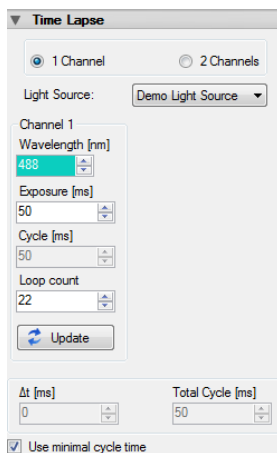 Time Lapse
1 Channel 2 Channels
Light Source: Demo Light Source
Channel 1
Wavelength [nm]
488
Exposure [ms]
50
Cycle [ms]
50
Loop count
22
Update
Δt [ms] Total Cycle [ms]
0 50
Use minimal cycle time